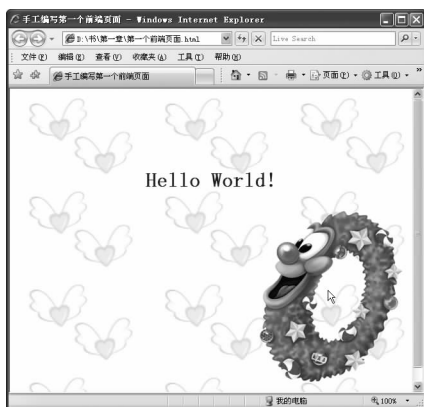 手工编写第一个前端页面 - Windows Internet Explorer
D:\书\第一章\第一个前端页面.html
Live Search
文件(F) 编辑(E) 查看(V) 收藏夹(A) 工具(T) 帮助(H)
手工编写第一个前端页面 页面(P) 工具(O)
Hello World!
我的电脑 100%